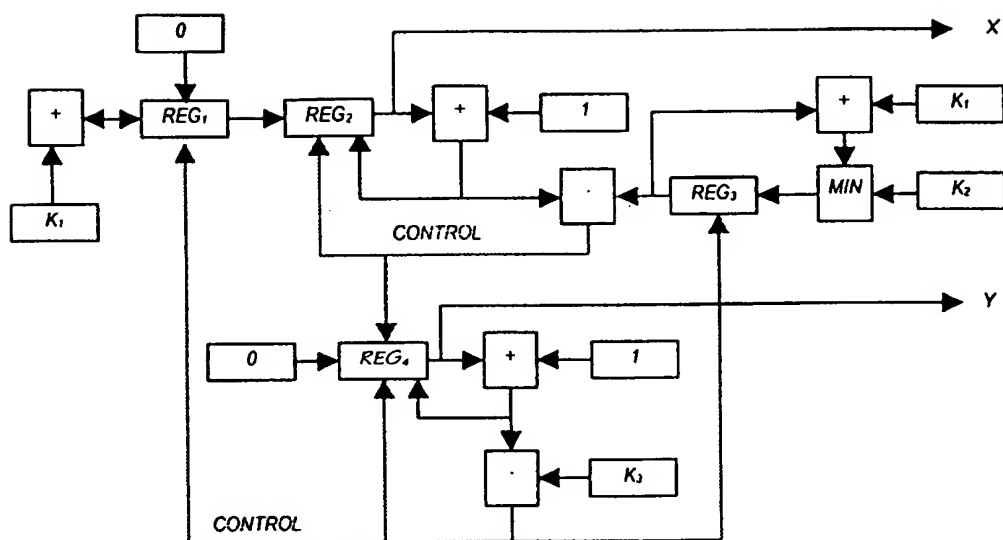 0
X
+
REG₁
REG₂
+
1
+
K₁
K₁
-
REG₃
MIN
K₂
CONTROL
Y
0
REG₄
+
1
-
K₃
CONTROL